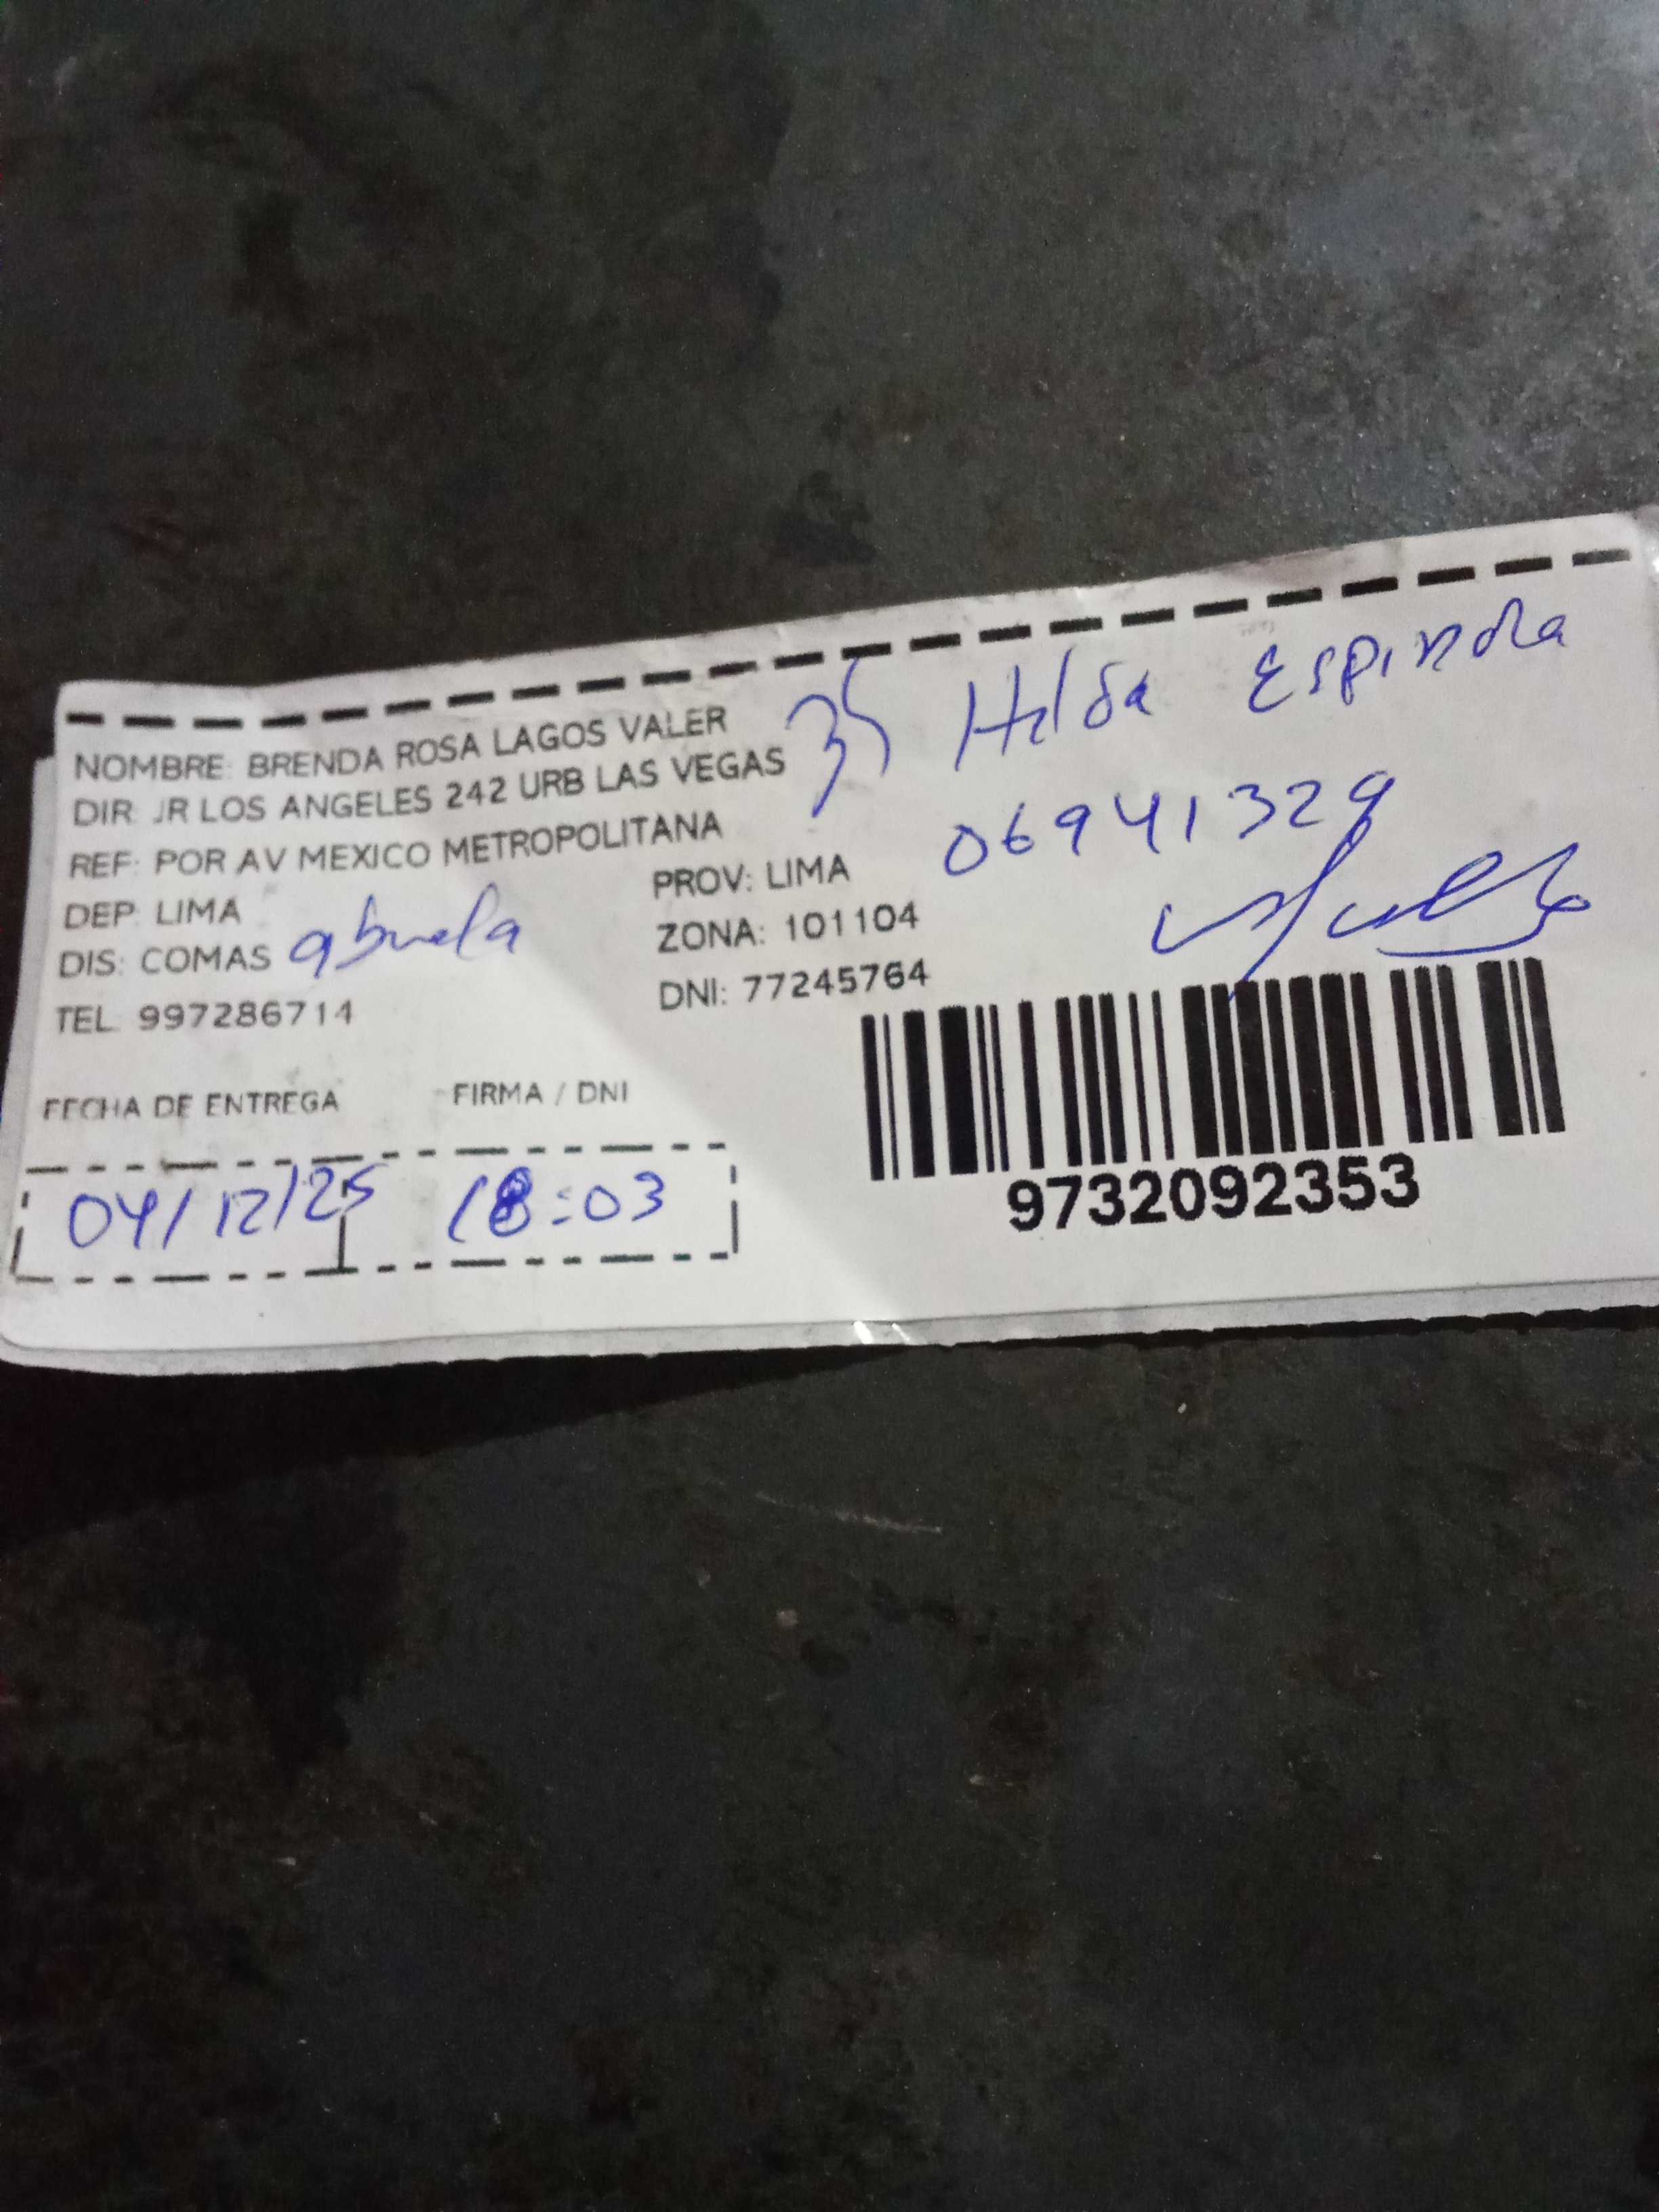 NOMBRE: BRENDA ROSA LAGOS VALER
DIR: JR LOS ANGELES 242 URB LAS VEGAS
REF: POR AV MEXICO METROPOLITANA
DEP: LIMA
PROV: LIMA
DIS: COMAS abuela
ZONA: 101104
TEL: 997286714
DNI: 77245764
35 Hilda Espinola
06941329
FECHA DE ENTREGA
FIRMA / DNI
04/12/25 18:03
9732092353